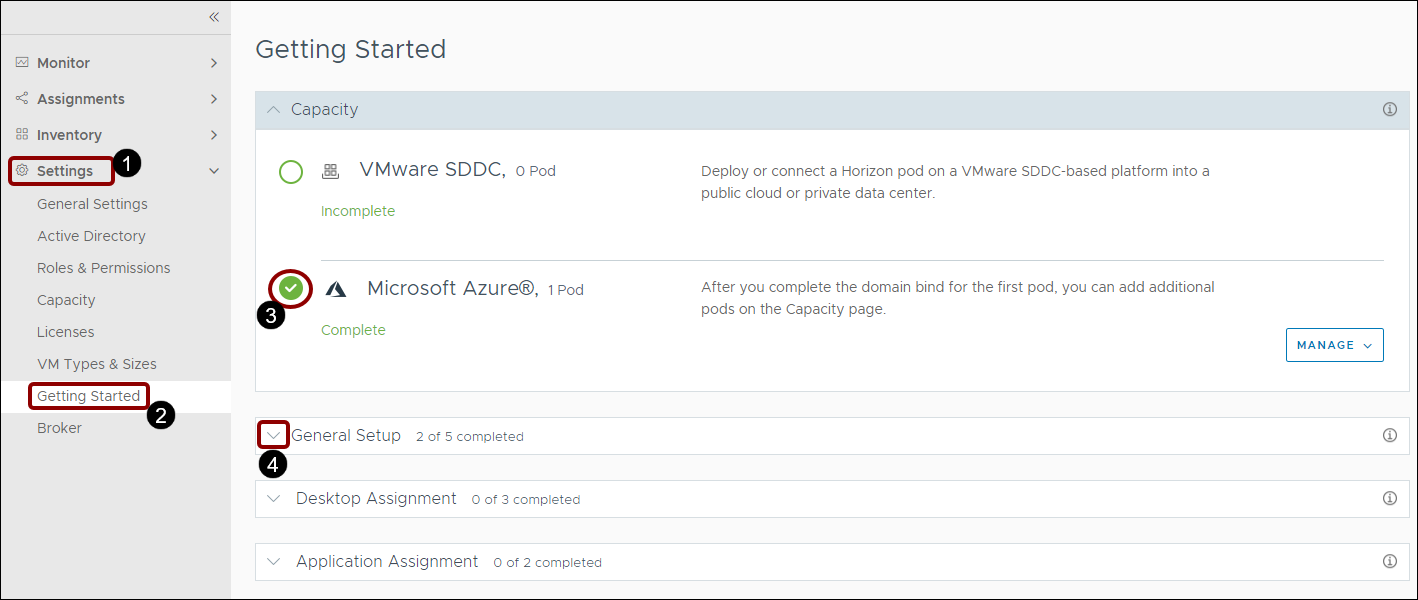 Monitor
Assignments
Inventory
Settings
1
General Settings
Active Directory
Roles & Permissions
Capacity
Licenses
VM Types & Sizes
Getting Started
2
Broker
Getting Started
Capacity
VMware SDDC, 0 Pod
Incomplete
Deploy or connect a Horizon pod on a VMware SDDC-based platform into a
public cloud or private data center.
Microsoft Azure®, 1 Pod
3
Complete
After you complete the domain bind for the first pod, you can add additional
pods on the Capacity page.
MANAGE
General Setup 2 of 5 completed
4
Desktop Assignment 0 of 3 completed
Application Assignment 0 of 2 completed